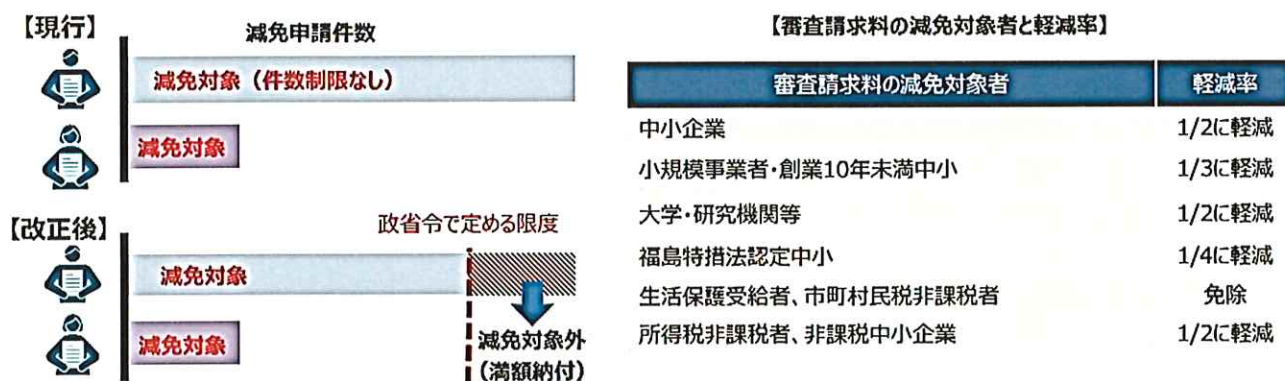 【現行】
減免申請件数
減免対象（件数制限なし）
減免対象
【改正後】
政省令で定める限度
減免対象
減免対象
減免対象外
（満額納付）
【審査請求料の減免対象者と軽減率】
審査請求料の減免対象者 軽減率
中小企業 1/2に軽減
小規模事業者・創業10年未満中小 1/3に軽減
大学・研究機関等 1/2に軽減
福島特措法認定中小 1/4に軽減
生活保護受給者、市町村民税非課税者 免除
所得税非課税者、非課税中小企業 1/2に軽減